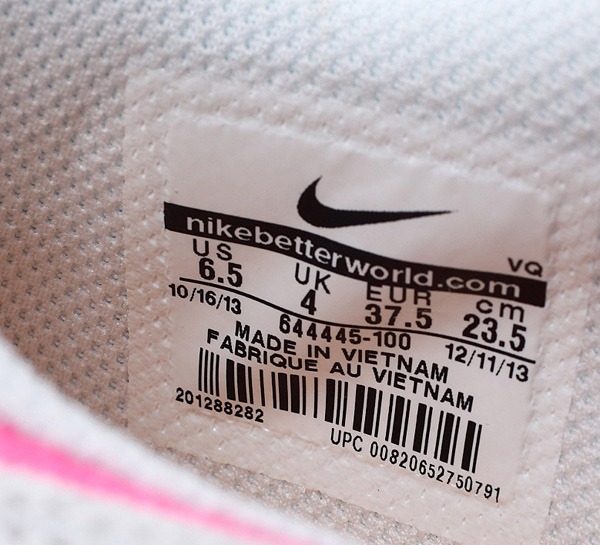 nikebetterworld.com
VQ
US UK EUR cm
6.5 4 37.5 23.5
10/16/13 644445-100 12/11/13
MADE IN VIETNAM
FABRIQUE AU VIETNAM
201288282
UPC 00820652750791